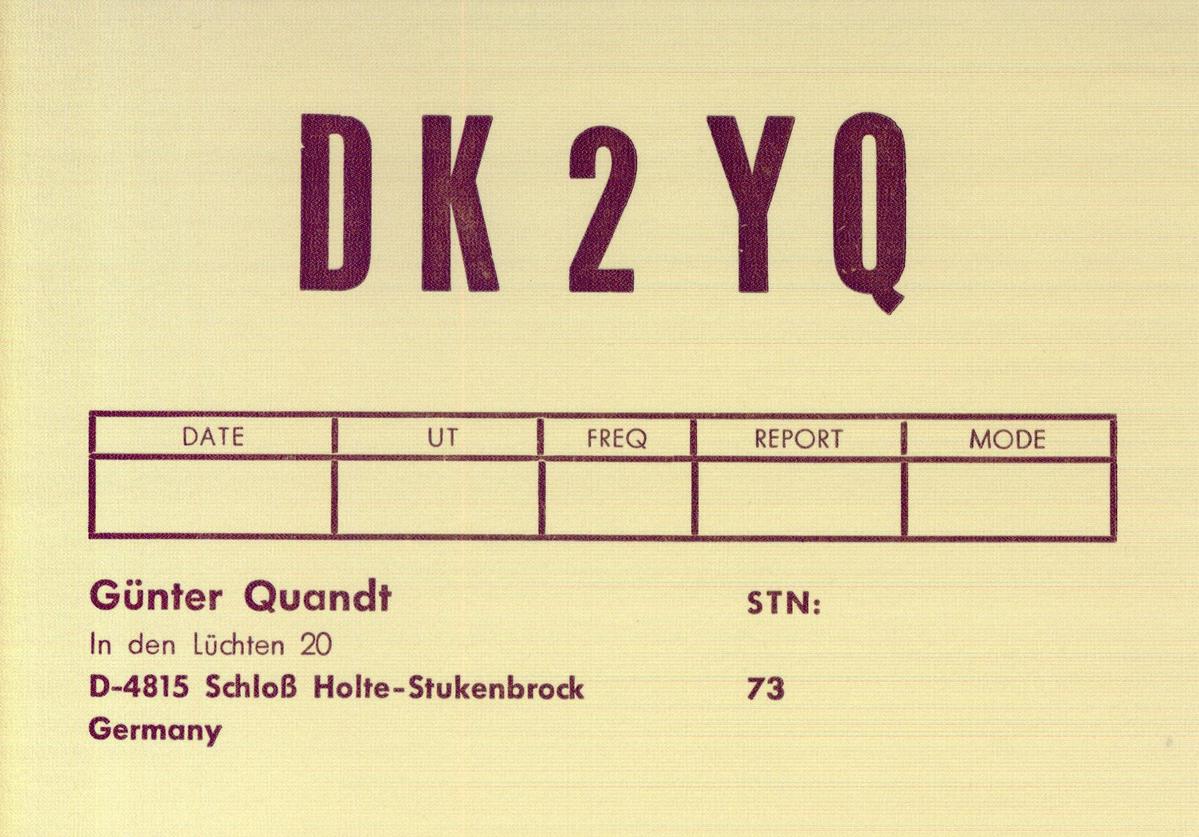 DK2YQ
DATE UT FREQ REPORT MODE
Günter Quandt
STN:
In den Lüchten 20
D-4815 Schloß Holte-Stukenbrock
73
Germany